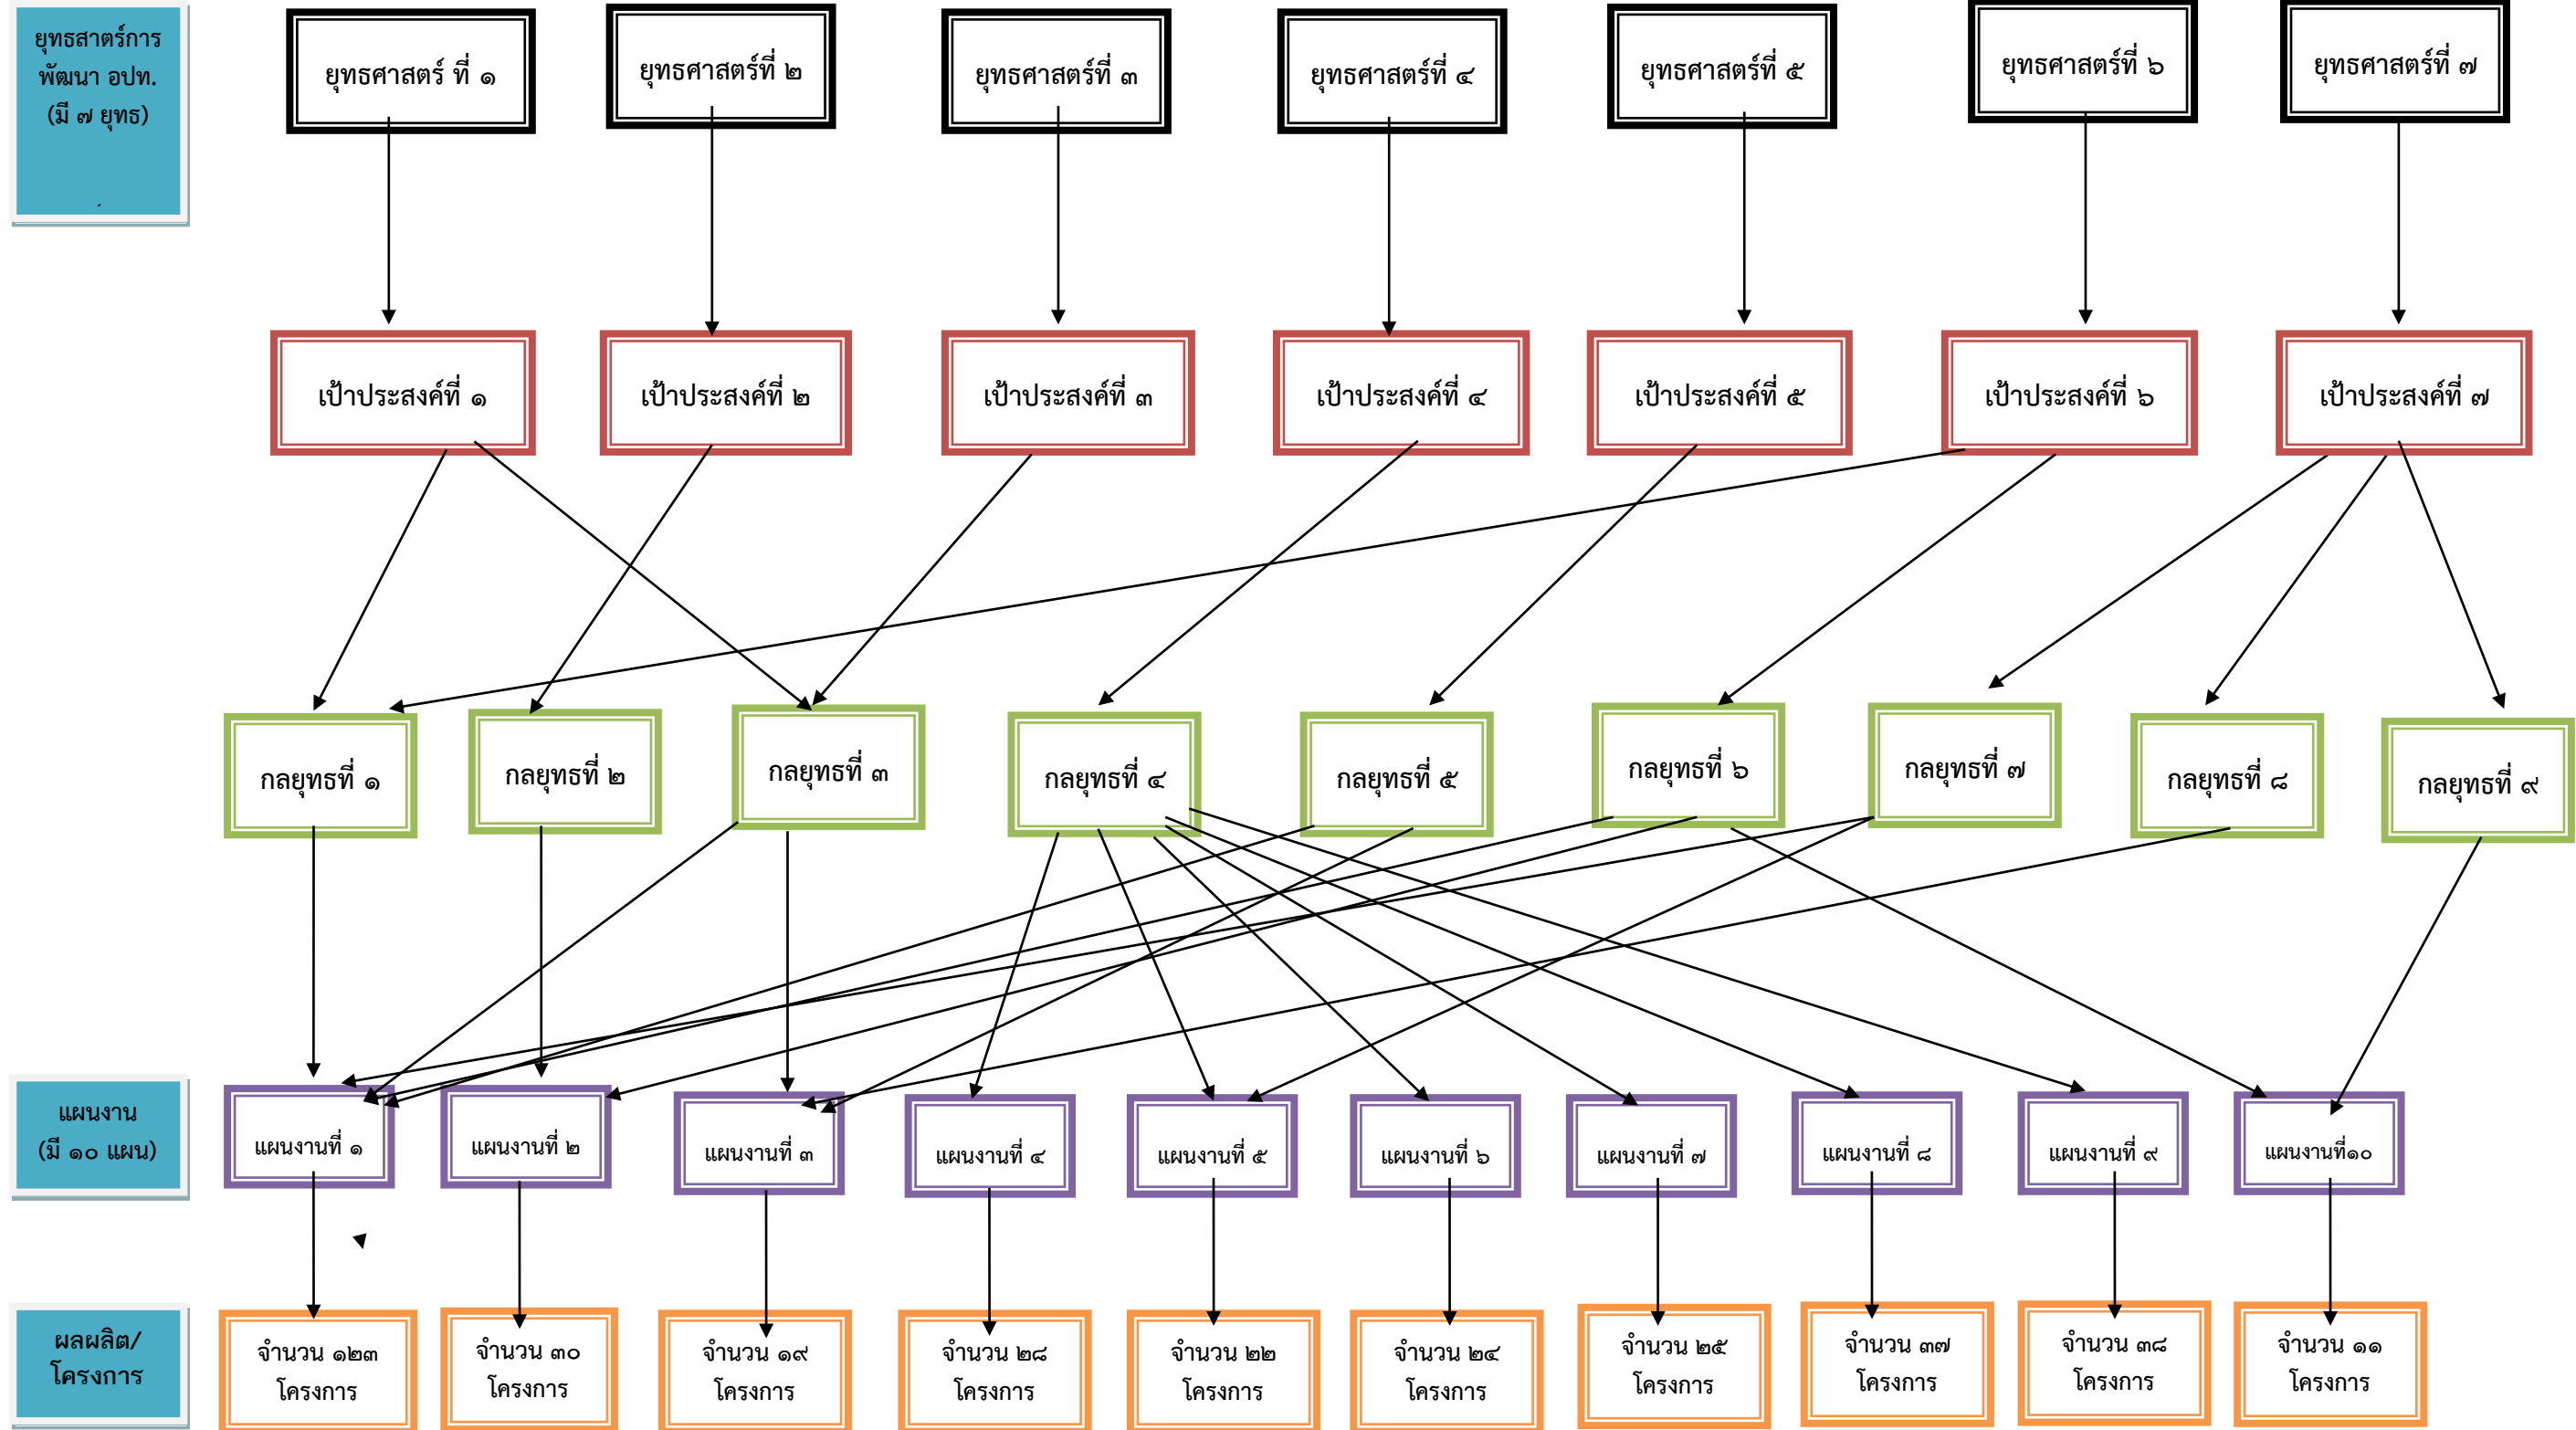 ยุทธสาตร์การ
พัฒนา อปท.
(มี ๗ ยุทธ)
ยุทธศาสตร์ ที่ ๑
ยุทธศาสตร์ที่ ๒
ยุทธศาสตร์ที่ ๓
ยุทธศาสตร์ที่ ๔
ยุทธศาสตร์ที่ ๕
ยุทธศาสตร์ที่ ๖
ยุทธศาสตร์ที่ ๗
เป้าประสงค์ที่ ๑
เป้าประสงค์ที่ ๒
เป้าประสงค์ที่ ๓
เป้าประสงค์ที่ ๔
เป้าประสงค์ที่ ๕
เป้าประสงค์ที่ ๖
เป้าประสงค์ที่ ๗
กลยุทธที่ ๑
กลยุทธที่ ๒
กลยุทธที่ ๓
กลยุทธที่ ๔
กลยุทธที่ ๕
กลยุทธที่ ๖
กลยุทธที่ ๗
กลยุทธที่ ๘
กลยุทธที่ ๙
แผนงาน
(มี ๑๐ แผน)
แผนงานที่ ๑
แผนงานที่ ๒
แผนงานที่ ๓
แผนงานที่ ๔
แผนงานที่ ๕
แผนงานที่ ๖
แผนงานที่ ๗
แผนงานที่ ๘
แผนงานที่ ๙
แผนงานที่๑๐
ผลผลิต/
โครงการ
จำนวน ๑๒๓
โครงการ
จำนวน ๓๐
โครงการ
จำนวน ๑๙
โครงการ
จำนวน ๒๘
โครงการ
จำนวน ๒๒
โครงการ
จำนวน ๒๔
โครงการ
จำนวน ๒๕
โครงการ
จำนวน ๓๗
โครงการ
จำนวน ๓๘
โครงการ
จำนวน ๑๑
โครงการ